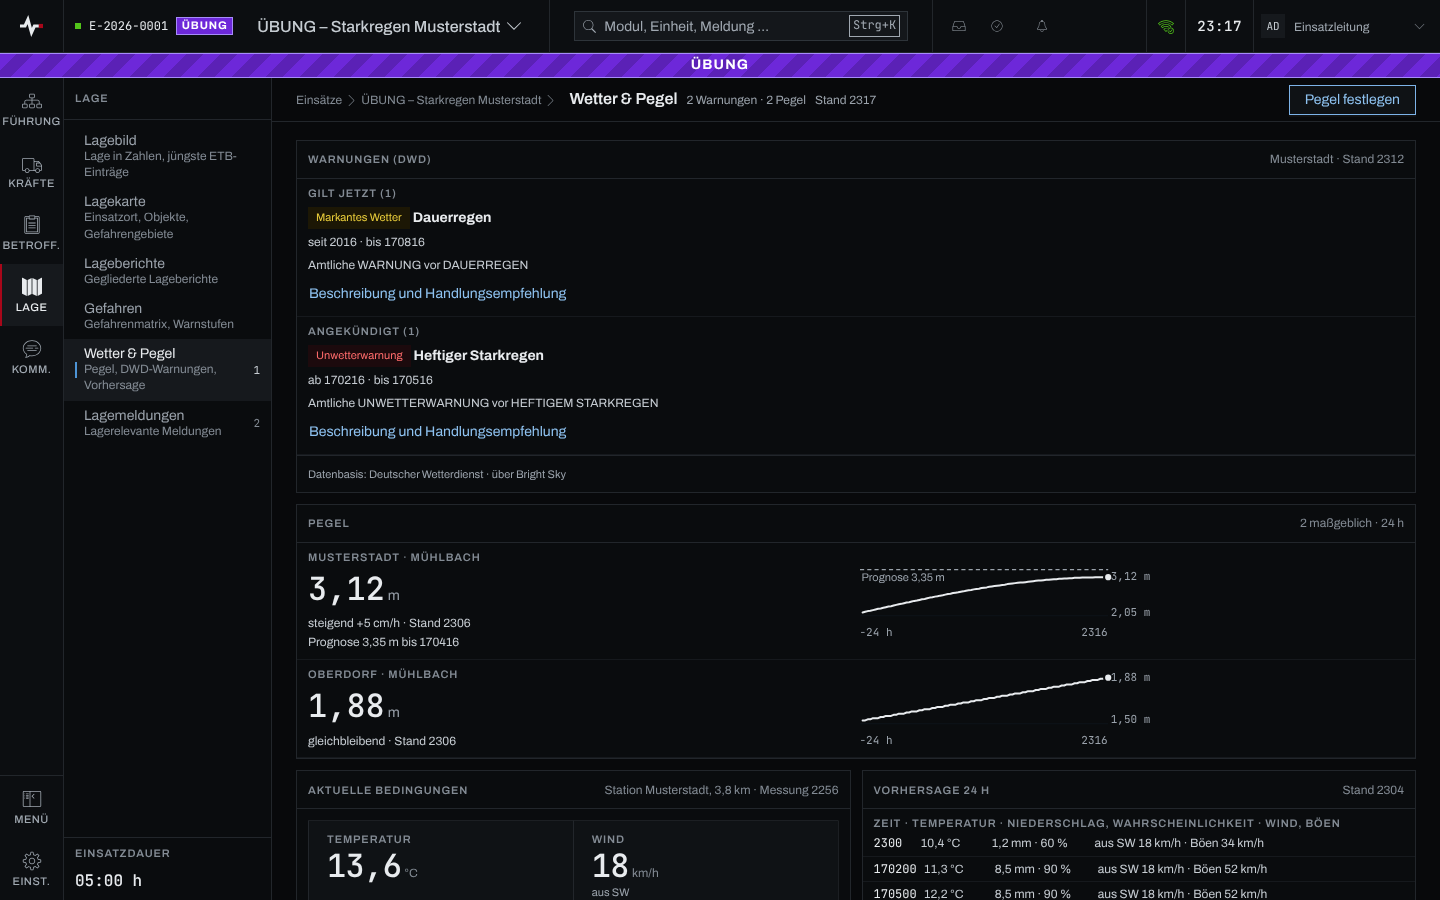 E-2026-0001 ÜBUNG ÜBUNG – Starkregen Musterstadt Modul, Einheit, Meldung ... Strg+K 23:17 AD Einsatzleitung
ÜBUNG
FÜHRUNG
KRÄFTE
BETROFF.
LAGE
KOMM.
MENÜ
EINST.
LAGE
Lagebild
Lage in Zahlen, jüngste ETB-
Einträge
Lagekarte
Einsatzort, Objekte,
Gefahrengebiete
Lageberichte
Gegliederte Lageberichte
Gefahren
Gefahrenmatrix, Warnstufen
Wetter & Pegel
Pegel, DWD-Warnungen, 1
Vorhersage
Lagemeldungen
Lagerelevante Meldungen 2
EINSATZDAUER
05:00 h
Einsätze ÜBUNG – Starkregen Musterstadt Wetter & Pegel 2 Warnungen · 2 Pegel Stand 2317 Pegel festlegen
WARNUNGEN (DWD) Musterstadt · Stand 2312
GILT JETZT (1)
Markantes Wetter Dauerregen
seit 2016 · bis 170816
Amtliche WARNUNG vor DAUERREGEN
Beschreibung und Handlungsempfehlung
ANGEKÜNDIGT (1)
Unwetterwarnung Heftiger Starkregen
ab 170216 · bis 170516
Amtliche UNWETTERWARNUNG vor HEFTIGEM STARKREGEN
Beschreibung und Handlungsempfehlung
Datenbasis: Deutscher Wetterdienst · über Bright Sky
PEGEL 2 maßgeblich · 24 h
MUSTERSTADT · MÜHLBACH
3,12 m
steigend +5 cm/h · Stand 2306
Prognose 3,35 m bis 170416
Prognose 3,35 m 3,12 m
2,05 m
-24 h 2316
OBERDORF · MÜHLBACH
1,88 m
gleichbleibend · Stand 2306
1,88 m
1,50 m
-24 h 2316
AKTUELLE BEDINGUNGEN Station Musterstadt, 3,8 km · Messung 2256
TEMPERATUR
13,6 °C
WIND
18 km/h
aus SW
VORHERSAGE 24 H Stand 2304
ZEIT · TEMPERATUR · NIEDERSCHLAG, WAHRSCHEINLICHKEIT · WIND, BÖEN
2300 10,4 °C 1,2 mm · 60 % aus SW 18 km/h · Böen 34 km/h
170200 11,3 °C 8,5 mm · 90 % aus SW 18 km/h · Böen 52 km/h
170500 12,2 °C 8,5 mm · 90 % aus SW 18 km/h · Böen 52 km/h